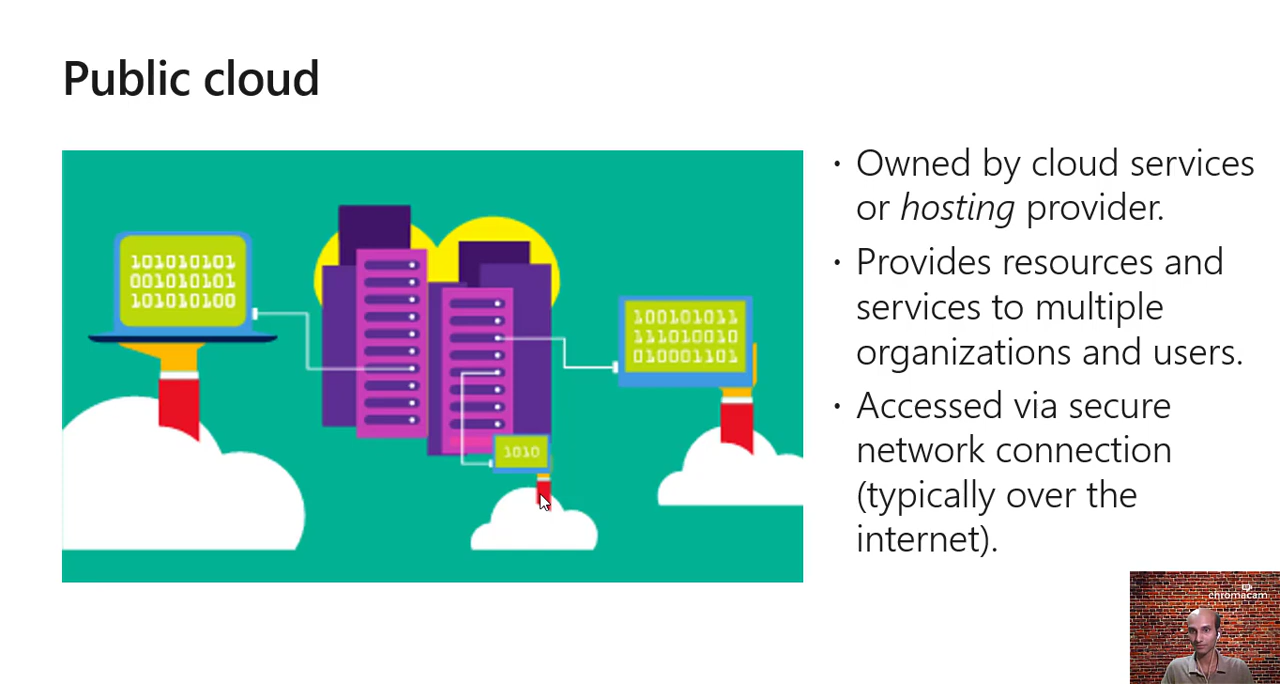 Public cloud
101010101
001010101
101010100
100101011
111010010
010001101
1010
• Owned by cloud services
or hosting provider.
• Provides resources and
services to multiple
organizations and users.
• Accessed via secure
network connection
(typically over the
internet).
chromacam